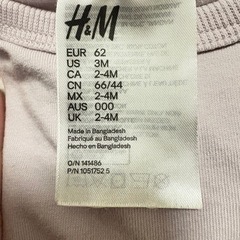 H&M
EUR 62
US 3M
CA 2-4M
CN 66/44
MX 2-4M
AUS 000
UK 2-4M
Made in Bangladesh
Fabriqué en Bangladesh
Hecho en Bangladesh
O/N 141486
P/N 1051752 5